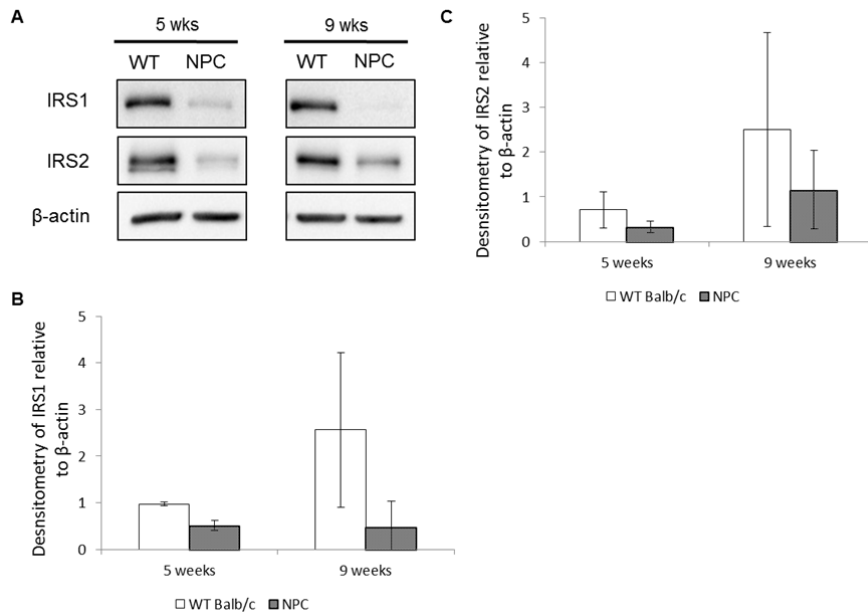 A
5 wks
9 wks
WT NPC
WT NPC
IRS1
IRS2
β-actin
B
Desnsitometry of IRS1 relative
to β-actin
5
4
3
2
1
0
5 weeks
9 weeks
WT Balb/c NPC
C
Desnsitometry of IRS2 relative
to β-actin
5
4
3
2
1
0
5 weeks
9 weeks
WT Balb/c NPC